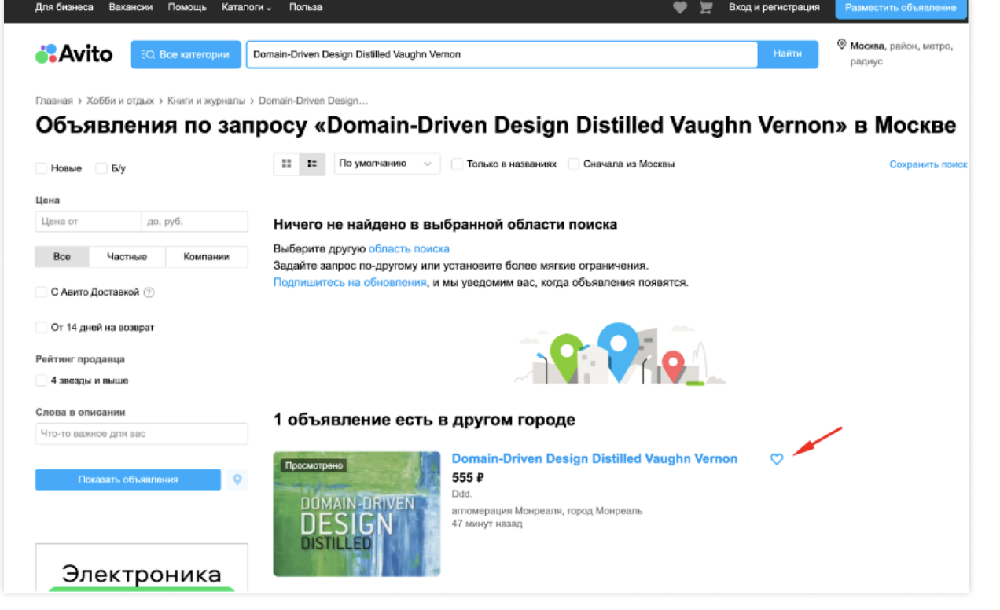 Для бизнеса Вакансии Помощь Каталоги Польза Вход и регистрация Разместить объявление
Avito Все категории Domain-Driven Design Distilled Vaughn Vernon Найти Москва, район, метро,
радиус
Главная > Хобби и отдых > Книги и журналы > Domain-Driven Design...
Объявления по запросу «Domain-Driven Design Distilled Vaughn Vernon» в Москве
Новые Б/у По умолчанию Только в названиях Сначала из Москвы Сохранить поиск
Цена
Цена от до, руб.
Все Частные Компании
С Авито Доставкой ?
От 14 дней на возврат
Рейтинг продавца
4 звезды и выше
Слова в описании
Что-то важное для вас
Показать объявления
Электроника
Ничего не найдено в выбранной области поиска
Выберите другую область поиска
Задайте запрос по-другому или установите более мягкие ограничения.
Подпишитесь на обновления, и мы уведомим вас, когда объявления появятся.
1 объявление есть в другом городе
Просмотрено
DOMAIN-DRIVEN
DESIGN
DISTILLED
Domain-Driven Design Distilled Vaughn Vernon
555 ₽
Ddd.
агломерация Монреаля, город Монреаль
47 минут назад